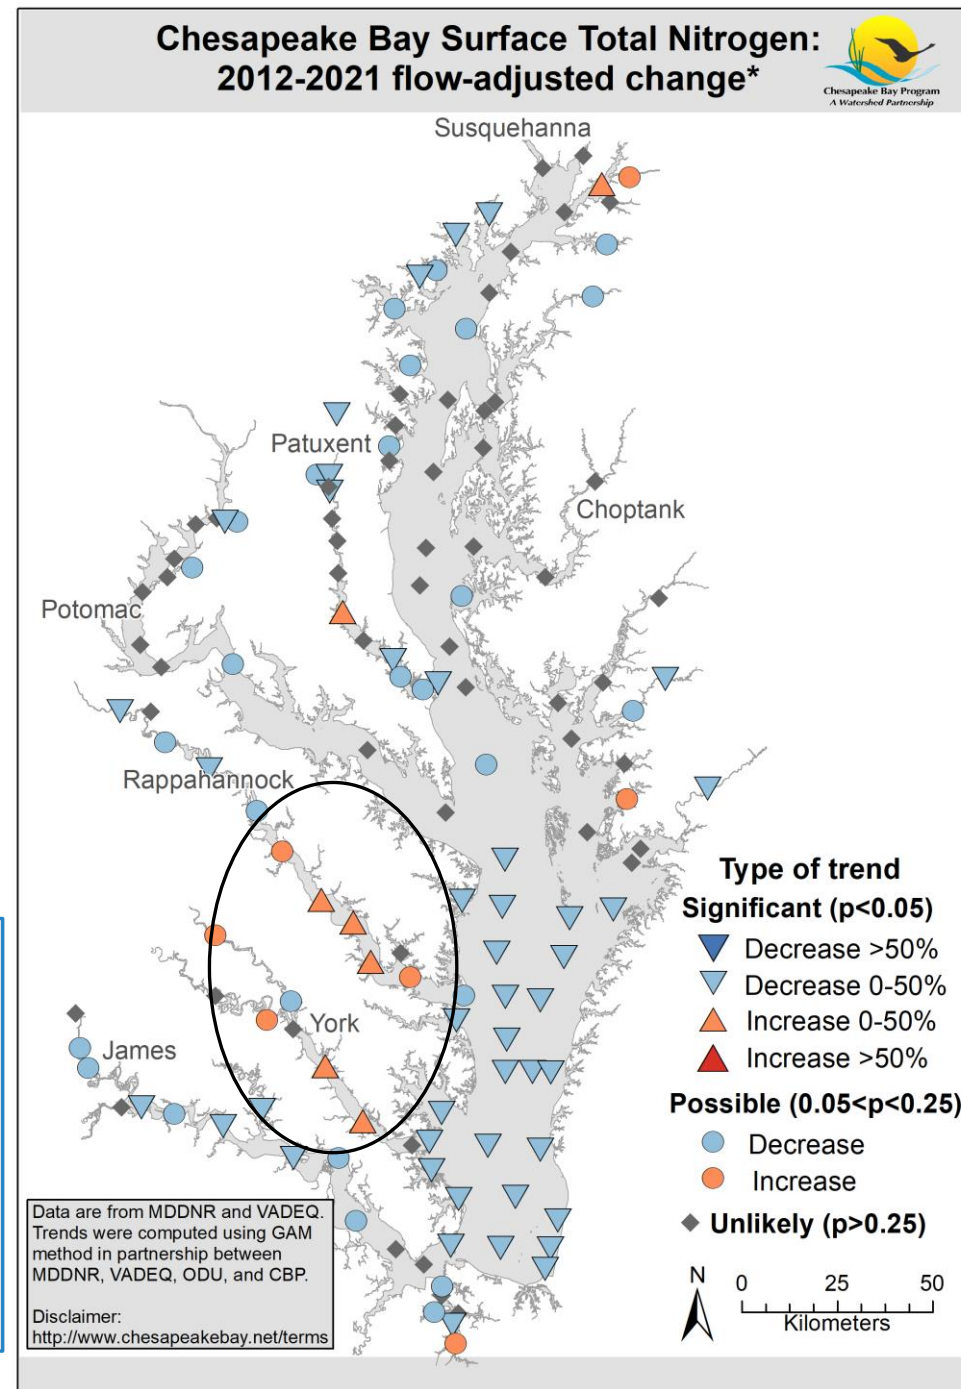 Chesapeake Bay Surface Total Nitrogen:
2012-2021 flow-adjusted change*
Chesapeake Bay Program
A Watershed Partnership
Susquehanna
Patuxent
Choptank
Potomac
Rappahannock
York
James
Type of trend
Significant (p<0.05)
Decrease >50%
Decrease 0-50%
Increase 0-50%
Increase >50%
Possible (0.05<p<0.25)
Decrease
Increase
Unlikely (p>0.25)
N
0 25 50
Kilometers
Data are from MDDNR and VADEQ.
Trends were computed using GAM
method in partnership between
MDDNR, VADEQ, ODU, and CBP.
Disclaimer:
http://www.chesapeakebay.net/terms